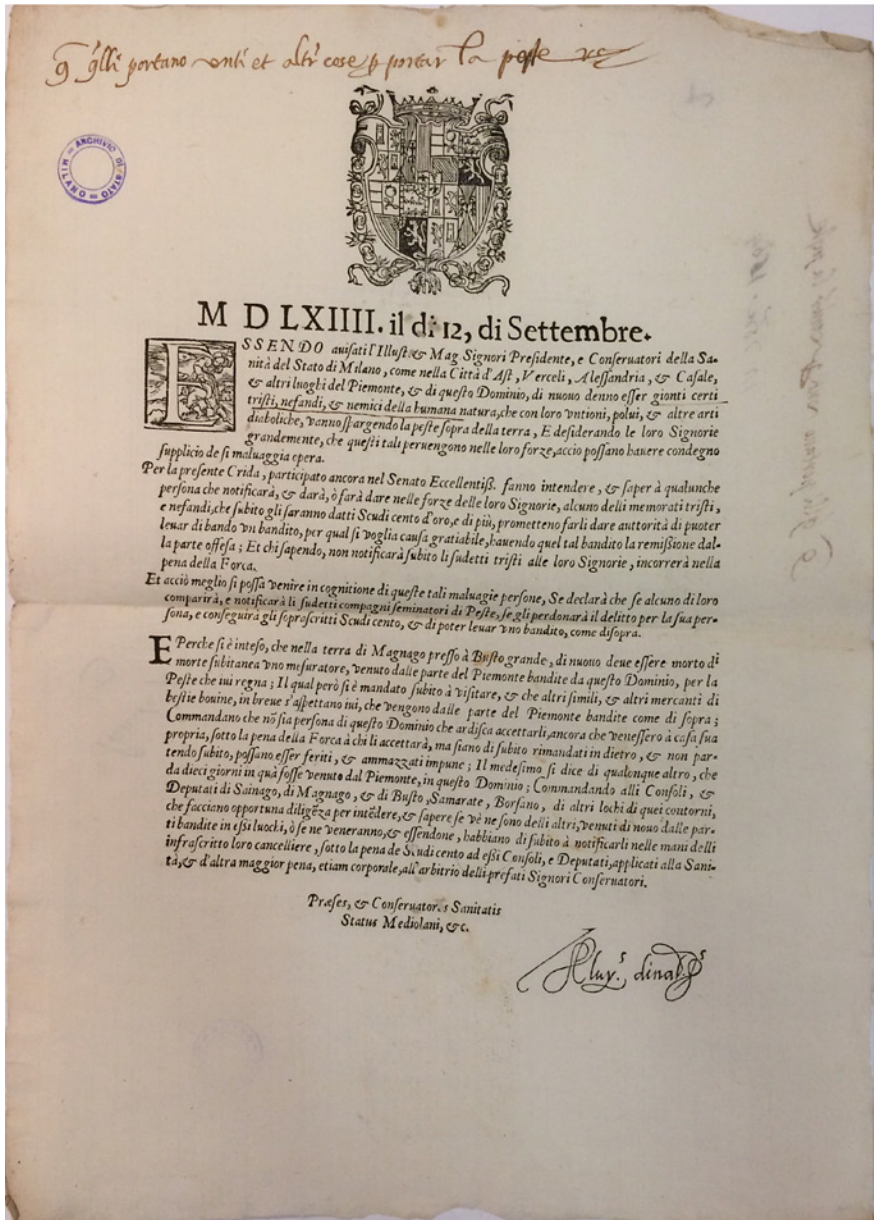 portano onti et altri cose p portar la peste
ARCHIVIO DI STATO MILANO
M D LXIIII. il di 12, di Settembre.
ESSENDO auisati l'Illust. & Mag Signori Presidente, e Conseruatori della Sa-
nità del Stato di Milano, come nella Città d'Ast, Verceli, Alessandria, & Casale,
& altri luoghi del Piemonte, & di questo Dominio, di nuouo denno esser gionti certi
tristi, nefandi, & nemici della humana natura, che con loro vntioni, polui, & altre arti
diaboliche, vanno spargendo la peste sopra della terra, E desiderando le loro Signorie
grandemente, che questi tali peruengono nelle loro forze, accio possano hauere condegno
supplicio de si maluaggia opera.
Per la presente Crida, participato ancora nel Senato Eccellentiss. fanno intendere, & saper à qualunche
persona che notificarà, & darà, ò farà dare nelle forze delle loro Signorie, alcuno delli memorati tristi,
e nefandi, che subito gli saranno datti Scudi cento d'oro, e di più, prometteno farli dare auttorità di puoter
leuar di bando vn bandito, per qual si voglia causa gratiabile, hauendo quel tal bandito la remissione dal-
la parte offesa; Et chi sapendo, non notificarà subito li sudetti tristi alle loro Signorie, incorrerà nella
pena della Forca.
Et acciò meglio si possa venire in cognitione di queste tali maluagie persone, Se declarà che se alcuno di loro
comparirà, e notificarà li sudetti compagni seminatori di Peste, se gli perdonarà il delitto per la sua per-
sona, e conseguirà gli soprascritti Scudi cento, & di poter leuar vno bandito, come disopra.
E Perche si è inteso, che nella terra di Magnago presso à Busto grande, di nuouo deue essere morto di
morte subitanea vno mesuratore, venuto dalle parte del Piemonte bandite da questo Dominio, per la
Peste che iui regna; Il qual però si è mandato subito à visitare, & che altri simili, & altri mercanti di
bestie bouine, in breue s'aspettano iui, che vengono dalle parte del Piemonte bandite come di sopra;
Commandano che nõ sia persona di questo Dominio che ardisca accettarli, ancora che venessero à casa sua
propria, sotto la pena della Forca à chi li accettarà, ma siano di subito rimandati in dietro, & non par-
tendo subito, possano esser feriti, & ammazzati impune; Il medesimo si dice di qualonque altro, che
da dieci giorni in quà fosse venuto dal Piemonte, in questo Dominio; Commandando alli Consoli, &
Deputati di Sainago, di Magnago, & di Busto, Samarate, Borsano, di altri lochi di quei contorni,
che facciano opportuna diligẽza per intẽdere, & sapere se vè ne sono delli altri, venuti di nouo dalle par-
ti bandite in essi luochi, ò se ne veneranno, & essendone, habbiano di subito à notificarli nelle mani delli
infrascritto loro cancelliere, sotto la pena de Scudi cento ad essi Consoli, e Deputati, applicati alla Sani-
tà, & d'altra maggior pena, etiam corporale, all'arbitrio delli prefati Signori Conseruatori.
Præses, & Conseruatores Sanitatis
Status Mediolani, &c.